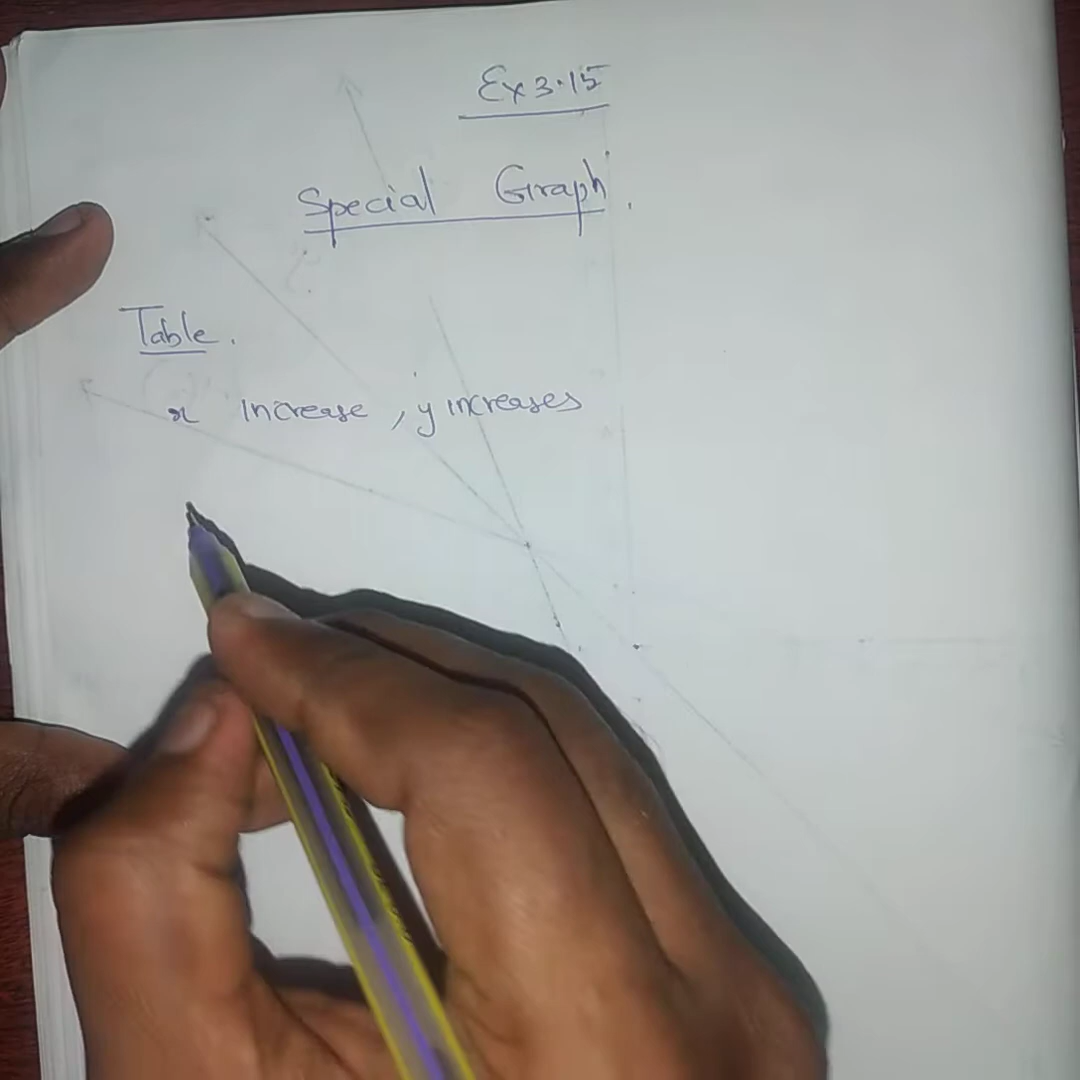 Ex 3.15
Special Graph.
Table.
x increase, y increases